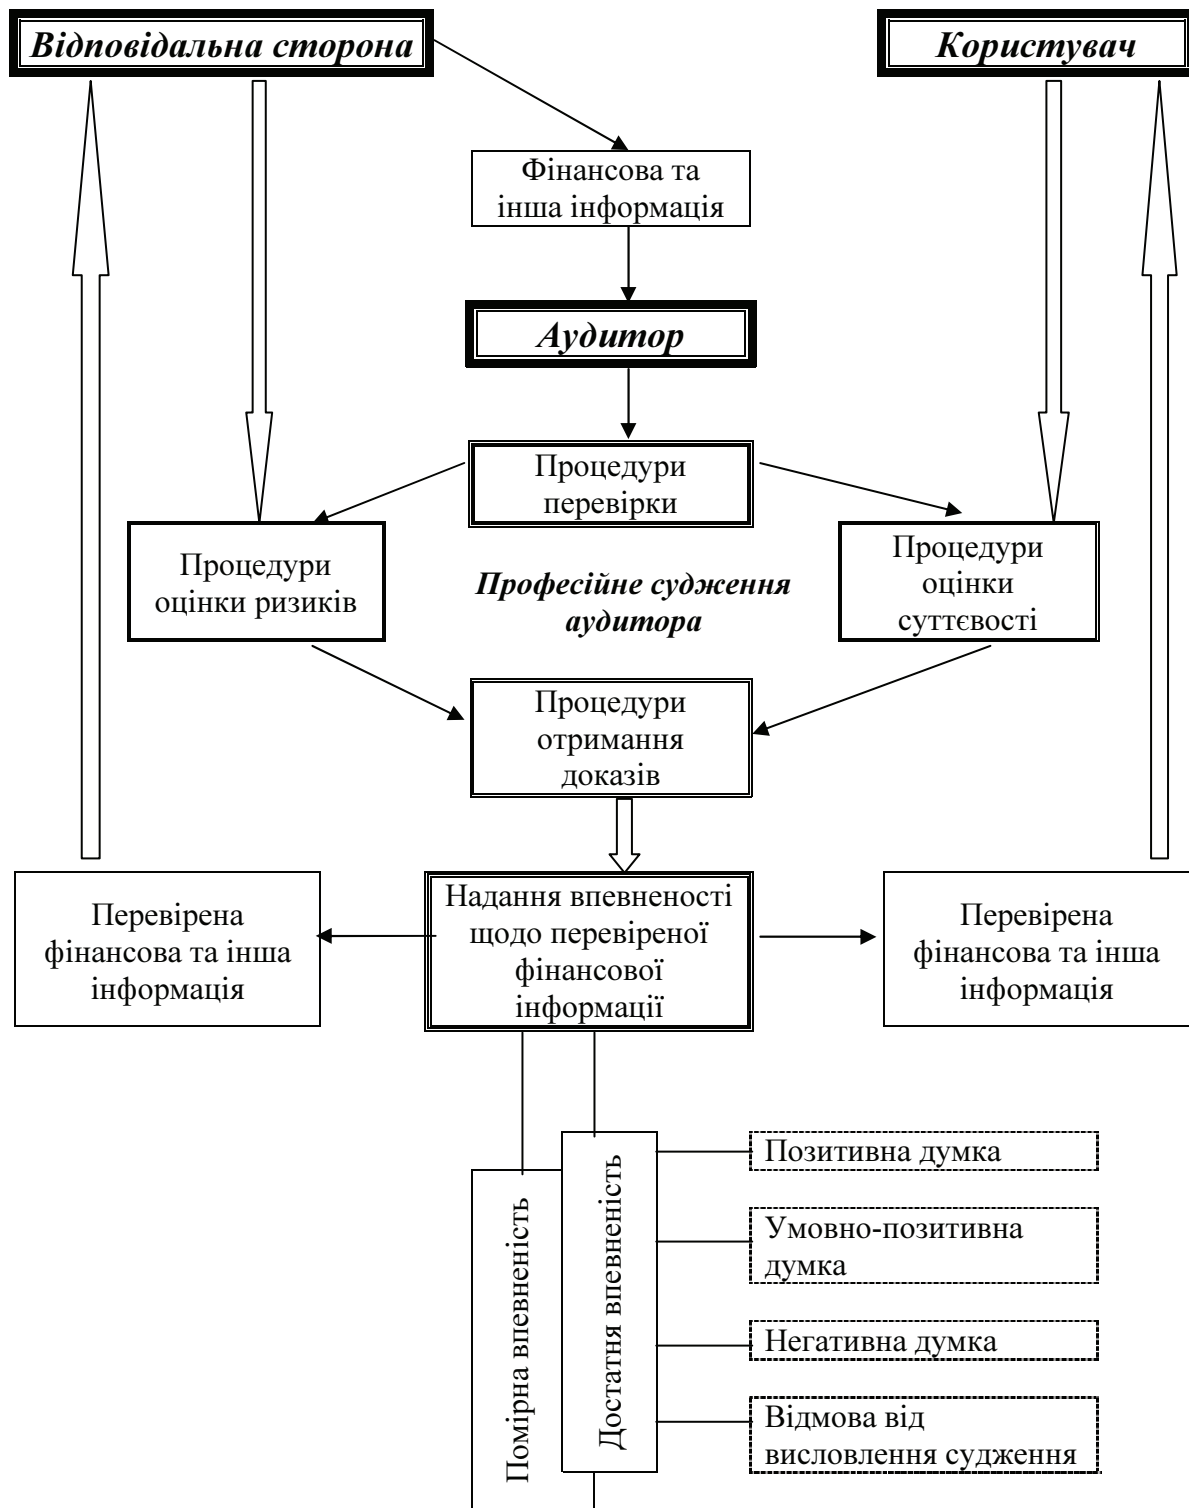 Відповідальна сторона
Користувач
Фінансова та
інша інформація
Аудитор
Процедури
перевірки
Процедури
оцінки ризиків
Професійне судження
аудитора
Процедури
оцінки
суттєвості
Процедури
отримання
доказів
Перевірена
фінансова та інша
інформація
Надання впевненості
щодо перевіреної
фінансової
інформації
Перевірена
фінансова та інша
інформація
Помірна впевненість
Достатня впевненість
Позитивна думка
Умовно-позитивна
думка
Негативна думка
Відмова від
висловлення судження